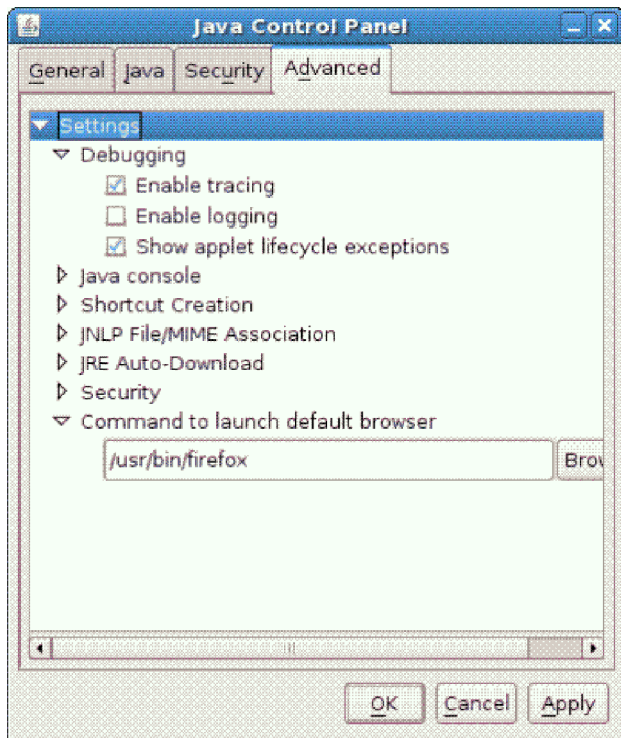 Java Control Panel
General Java Security Advanced
Settings
Debugging
Enable tracing
Enable logging
Show applet lifecycle exceptions
Java console
Shortcut Creation
JNLP File/MIME Association
JRE Auto-Download
Security
Command to launch default browser
/usr/bin/firefox
OK Cancel Apply